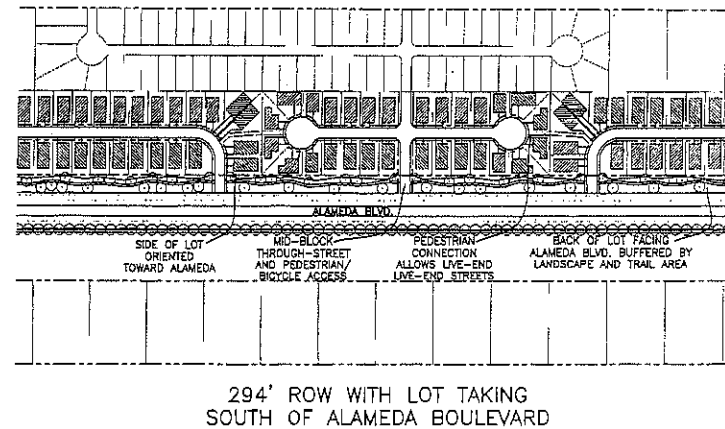 ALAMEDA BLVD.
SIDE OF LOT
ORIENTED
TOWARD ALAMEDA
MID-BLOCK
THROUGH-STREET
AND PEDESTRIAN/
BICYCLE ACCESS
PEDESTRIAN
CONNECTION
ALLOWS LIVE-END
LIVE-END STREETS
BACK OF LOT FACING
ALAMEDA BLVD. BUFFERED BY
LANDSCAPE AND TRAIL AREA
294' ROW WITH LOT TAKING
SOUTH OF ALAMEDA BOULEVARD